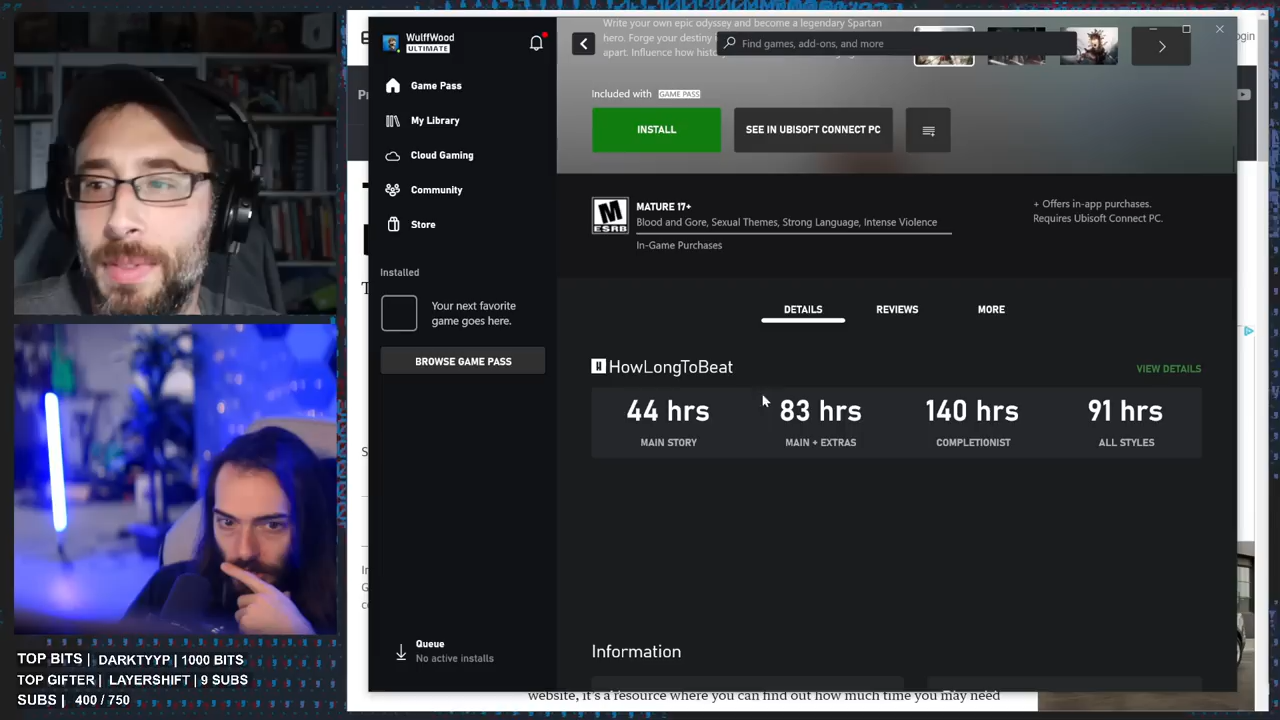 WulffWood
ULTIMATE
Game Pass
My Library
Cloud Gaming
Community
Store
Installed
Your next favorite
game goes here.
BROWSE GAME PASS
Queue
No active installs
Write your own epic odyssey and become a legendary Spartan
hero. Forge your destiny
apart. Influence how
Find games, add-ons, and more
Included with GAME PASS
INSTALL
SEE IN UBISOFT CONNECT PC
M
ESRB
MATURE 17+
Blood and Gore, Sexual Themes, Strong Language, Intense Violence
In-Game Purchases
+ Offers in-app purchases.
Requires Ubisoft Connect PC.
DETAILS
REVIEWS
MORE
HowLongToBeat
VIEW DETAILS
44 hrs
MAIN STORY
83 hrs
MAIN + EXTRAS
140 hrs
COMPLETIONIST
91 hrs
ALL STYLES
Information
website, it's a resource where you can find out how much time you may need
TOP BITS | DARKTYYP | 1000 BITS
TOP GIFTER | LAYERSHIFT | 9 SUBS
SUBS | 400 / 750